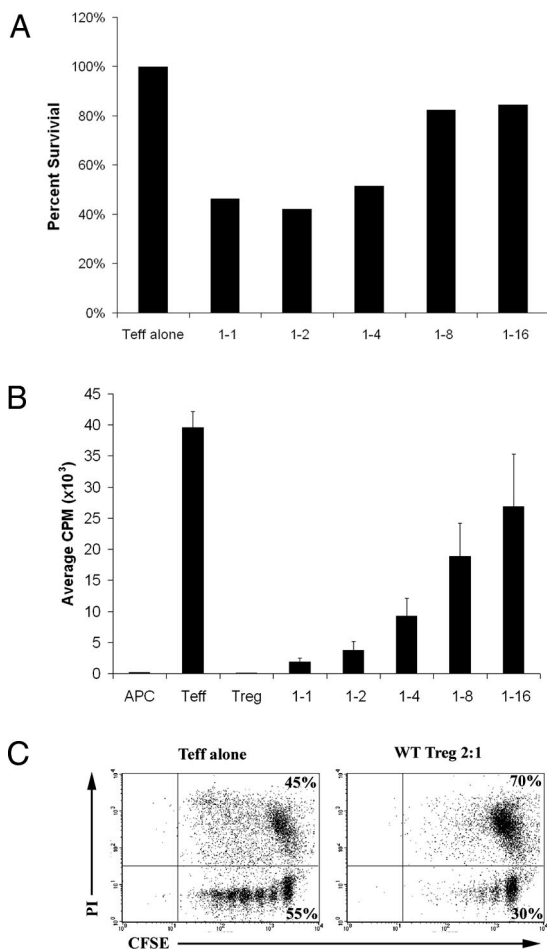 A
120%
100%
80%
60%
40%
20%
0%
Percent Survivial
Teff alone 1-1 1-2 1-4 1-8 1-16
B
45
40
35
30
25
20
15
10
5
0
Average CPM (x10³)
APC Teff Treg 1-1 1-2 1-4 1-8 1-16
C
Teff alone WT Treg 2:1
45% 70%
55% 30%
PI
CFSE